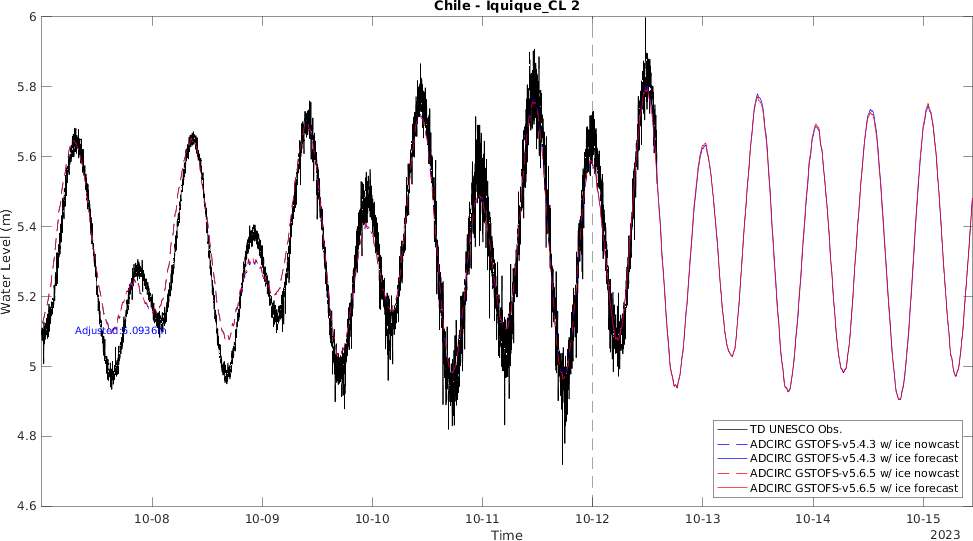 Chile - Iquique_CL 2
6
5.8
5.6
5.4
5.2
5
4.8
4.6
Water Level (m)
Adjusted:5.0936m
TD UNESCO Obs.
ADCIRC GSTOFS-v5.4.3 w/ ice nowcast
ADCIRC GSTOFS-v5.4.3 w/ ice forecast
ADCIRC GSTOFS-v5.6.5 w/ ice nowcast
ADCIRC GSTOFS-v5.6.5 w/ ice forecast
10-08 10-09 10-10 10-11 10-12 10-13 10-14 10-15
Time
2023